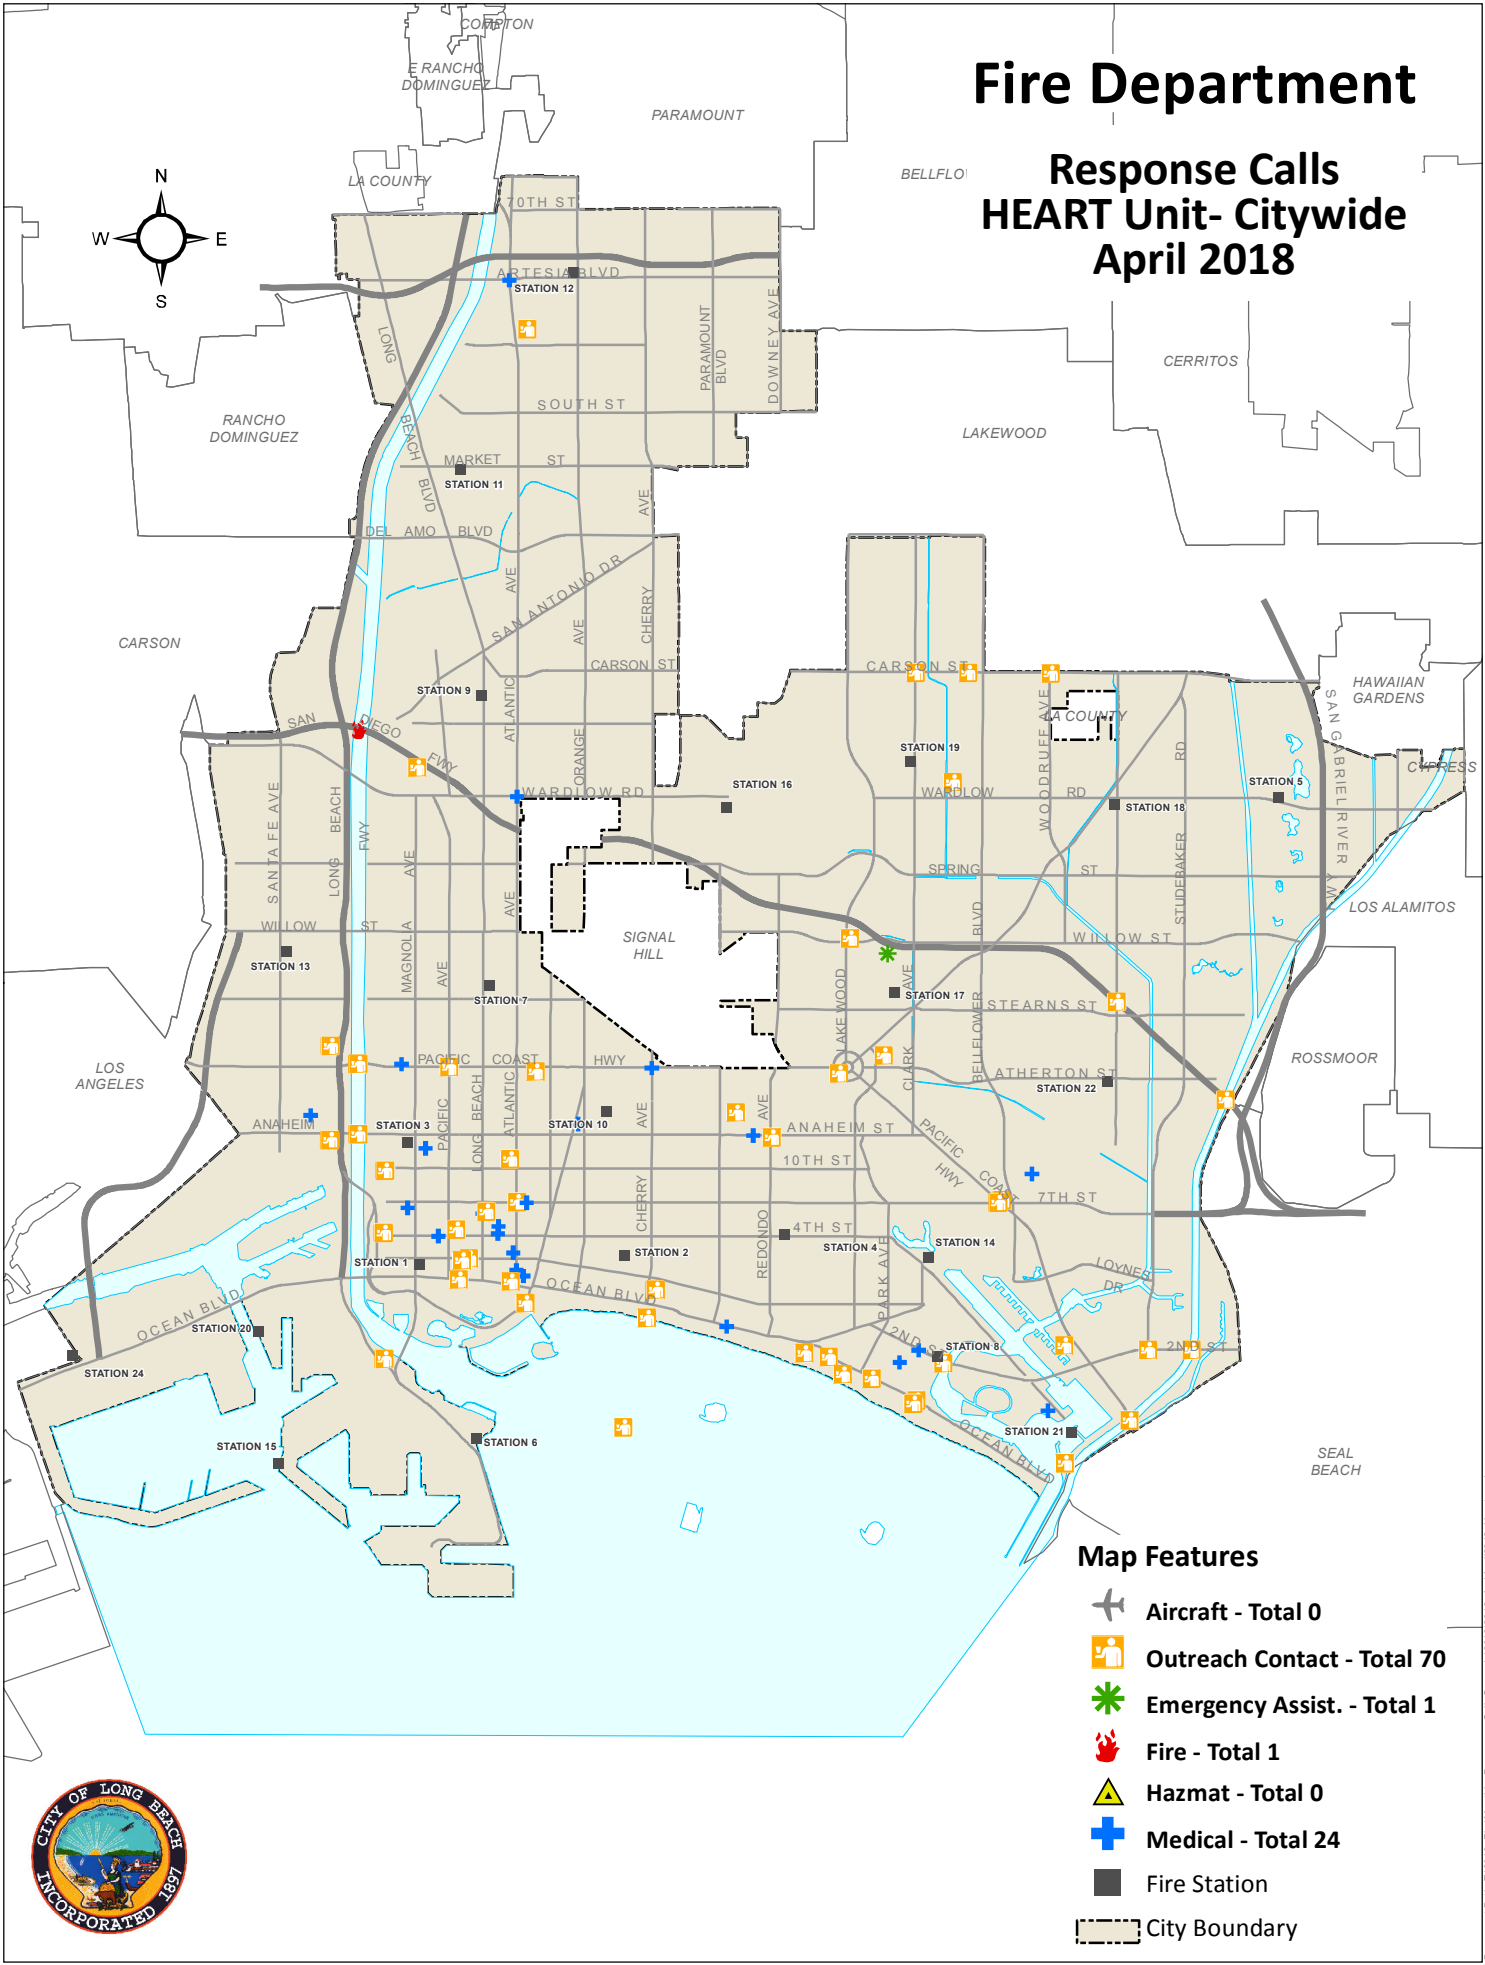 Fire Department
Response Calls
HEART Unit- Citywide
April 2018
COMPTON
E RANCHO
DOMINGUEZ
PARAMOUNT
LA COUNTY
BELLFLO
N
W
E
S
70TH ST
ARTESIA BLVD
STATION 12
LONG
BEACH
BLVD
PARAMOUNT
BLVD
DOWNEY AVE
CERRITOS
RANCHO
DOMINGUEZ
SOUTH ST
LAKEWOOD
MARKET ST
STATION 11
AVE
DEL AMO BLVD
AVE
SAN ANTONIO DR
AVE
CHERRY
CARSON
CARSON ST
CARSON ST
HAWAIIAN
GARDENS
STATION 9
ATLANTIC
LA COUNTY
SAN DIEGO FWY
ORANGE
WOODRUFF AVE
RD
SAN GABRIEL RIVER FWY
CYPRESS
STATION 19
STATION 16
STATION 5
WARDLOW RD
WARDLOW RD
STATION 18
SANTA FE AVE
LONG BEACH FWY
AVE
SPRING ST
STUDEBAKER
AVE
BLVD
LOS ALAMITOS
WILLOW ST
SIGNAL
HILL
WILLOW ST
STATION 13
MAGNOLIA
AVE
LAKEWOOD
AVE
STATION 17
STATION 7
STEARNS ST
BELLFLOWER
CLARK
LOS
ANGELES
PACIFIC COAST HWY
ROSSMOOR
ATHERTON ST
STATION 22
ANAHEIM
STATION 3
PACIFIC
LONG BEACH
ATLANTIC
STATION 10
AVE
AVE
ANAHEIM ST
PACIFIC
COAST
HWY
10TH ST
7TH ST
CHERRY
REDONDO
4TH ST
STATION 4
PARK AVE
STATION 14
STATION 1
STATION 2
LOYNES
DR
OCEAN BLVD
OCEAN BLVD
STATION 20
2ND ST
STATION 8
2ND ST
STATION 24
STATION 15
STATION 6
OCEAN BLVD
STATION 21
SEAL
BEACH
Map Features
Aircraft - Total 0
Outreach Contact - Total 70
Emergency Assist. - Total 1
Fire - Total 1
Hazmat - Total 0
Medical - Total 24
Fire Station
City Boundary
CITY OF LONG BEACH
INCORPORATED 1897